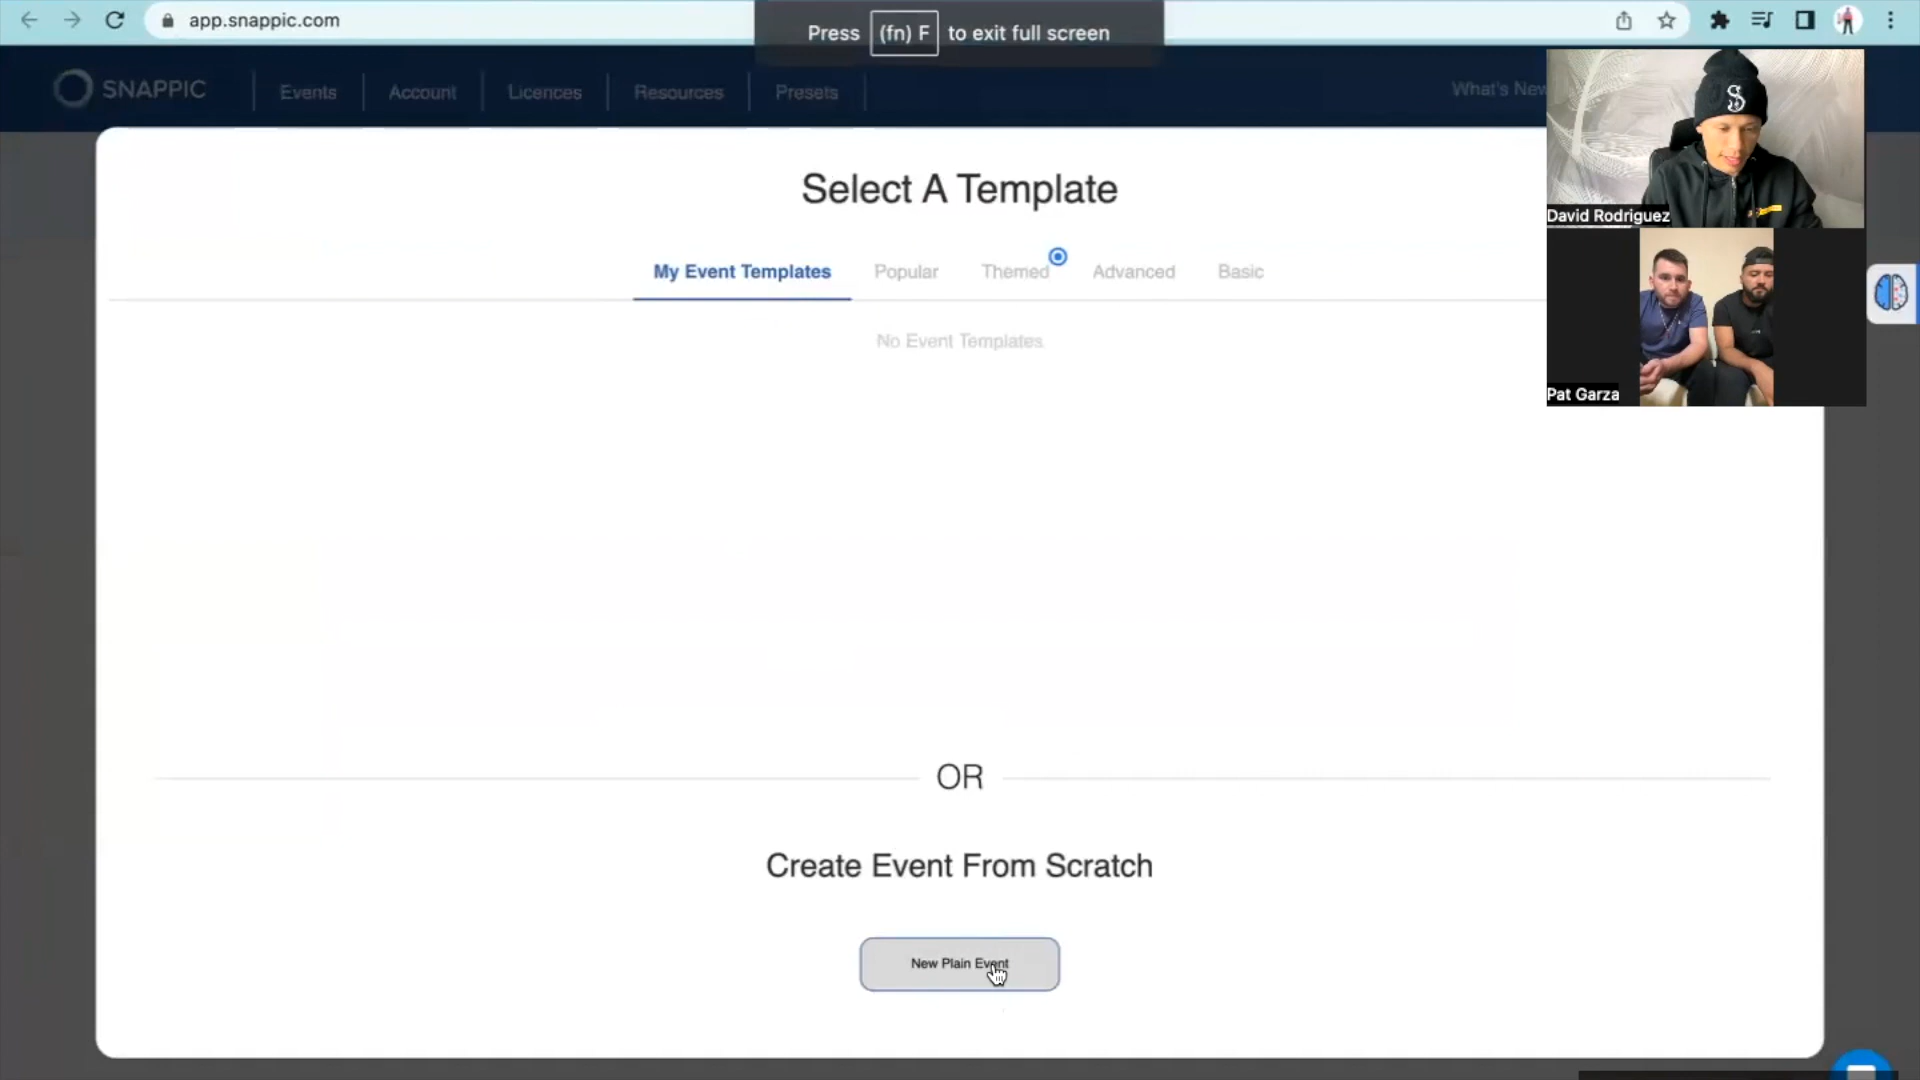 app.snappic.com
Press (fn) F to exit full screen
SNAPPIC
Events
Account
Licences
Resources
Presets
What's New
Select A Template
David Rodriguez
My Event Templates
Popular
Themed
Advanced
Basic
No Event Templates
Pat Garza
OR
Create Event From Scratch
New Plain Event